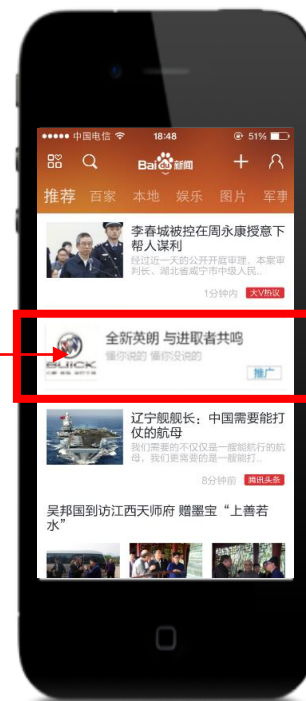 ●●●●● 中国电信 18:48 51%
Bai du 新闻 +
推荐 百家 本地 娱乐 图片 军事
李春城被控在周永康授意下
帮人谋利
经过近一天的公开开庭审理，本案审
判长、湖北省咸宁市中级人民..
1分钟内 大V热议
BUICK
全新英朗 与进取者共鸣
懂你说的 懂你没说的
推广
辽宁舰舰长：中国需要能打
仗的航母
我们需要的不仅仅是一艘能航行的航
母，我们更需要的是一艘能打..
8分钟前 腾讯头条
吴邦国到访江西天师府 赠墨宝“上善若
水”